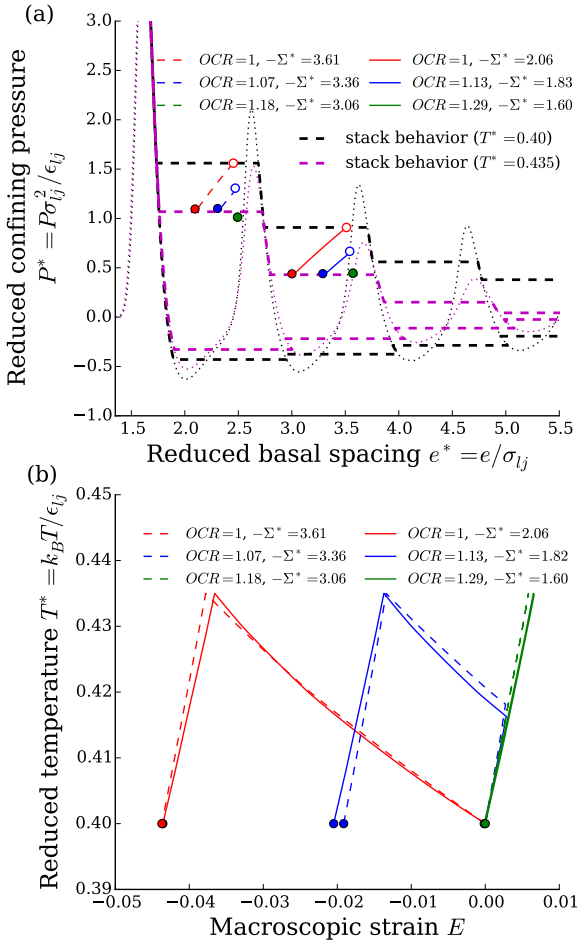 (a)
3.0
2.5
2.0
1.5
1.0
0.5
0.0
−0.5
−1.0
Reduced confining pressure
P* = Pσ²_lj/ϵ_lj
OCR=1, −Σ*=3.61
OCR=1.07, −Σ*=3.36
OCR=1.18, −Σ*=3.06
OCR=1, −Σ*=2.06
OCR=1.13, −Σ*=1.83
OCR=1.29, −Σ*=1.60
stack behavior (T*=0.40)
stack behavior (T*=0.435)
1.5 2.0 2.5 3.0 3.5 4.0 4.5 5.0 5.5
Reduced basal spacing e* = e/σ_lj
(b)
0.45
0.44
0.43
0.42
0.41
0.40
0.39
Reduced temperature T* = k_BT/ϵ_lj
OCR=1, −Σ*=3.61
OCR=1.07, −Σ*=3.36
OCR=1.18, −Σ*=3.06
OCR=1, −Σ*=2.06
OCR=1.13, −Σ*=1.82
OCR=1.29, −Σ*=1.60
−0.05 −0.04 −0.03 −0.02 −0.01 0.00 0.01
Macroscopic strain E